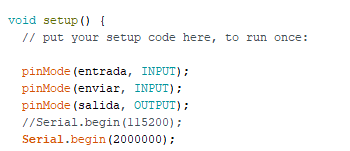 void setup() {
// put your setup code here, to run once:
pinMode(entrada, INPUT);
pinMode(enviar, INPUT);
pinMode(salida, OUTPUT);
//Serial.begin(115200);
Serial.begin(2000000);